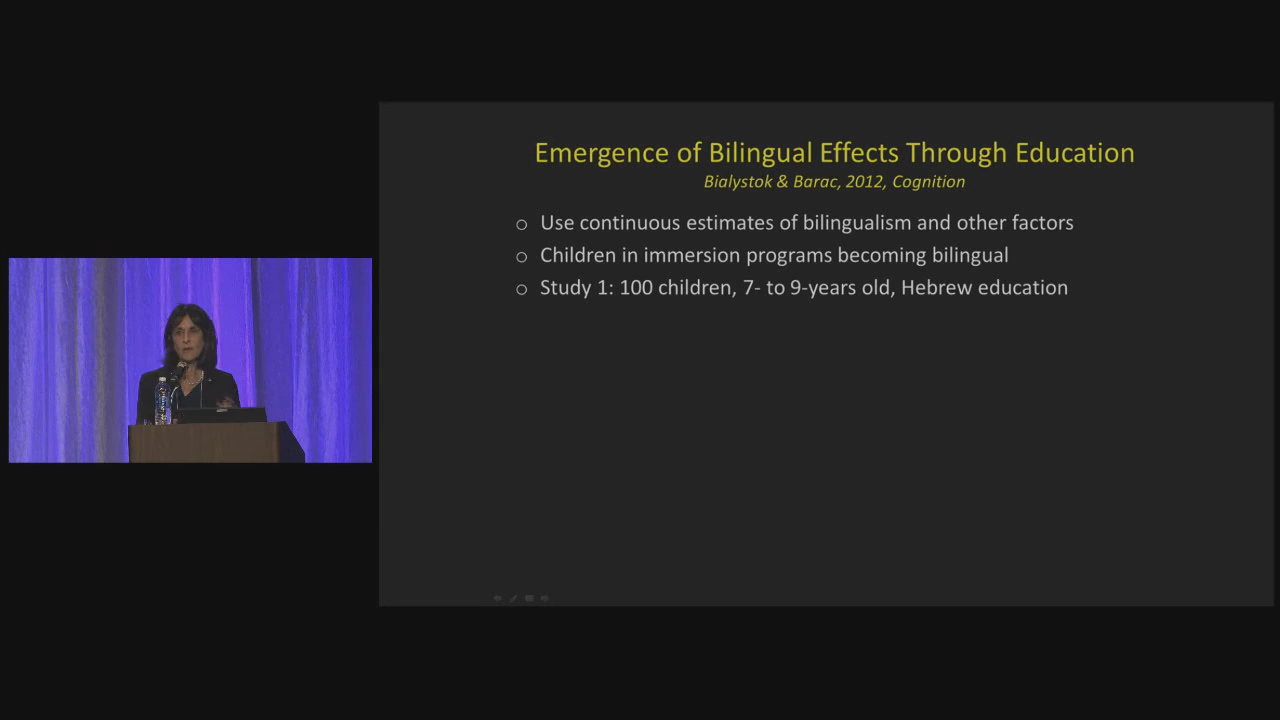 Emergence of Bilingual Effects Through Education
Bialystok & Barac, 2012, Cognition
Use continuous estimates of bilingualism and other factors
Children in immersion programs becoming bilingual
Study 1: 100 children, 7- to 9-years old, Hebrew education